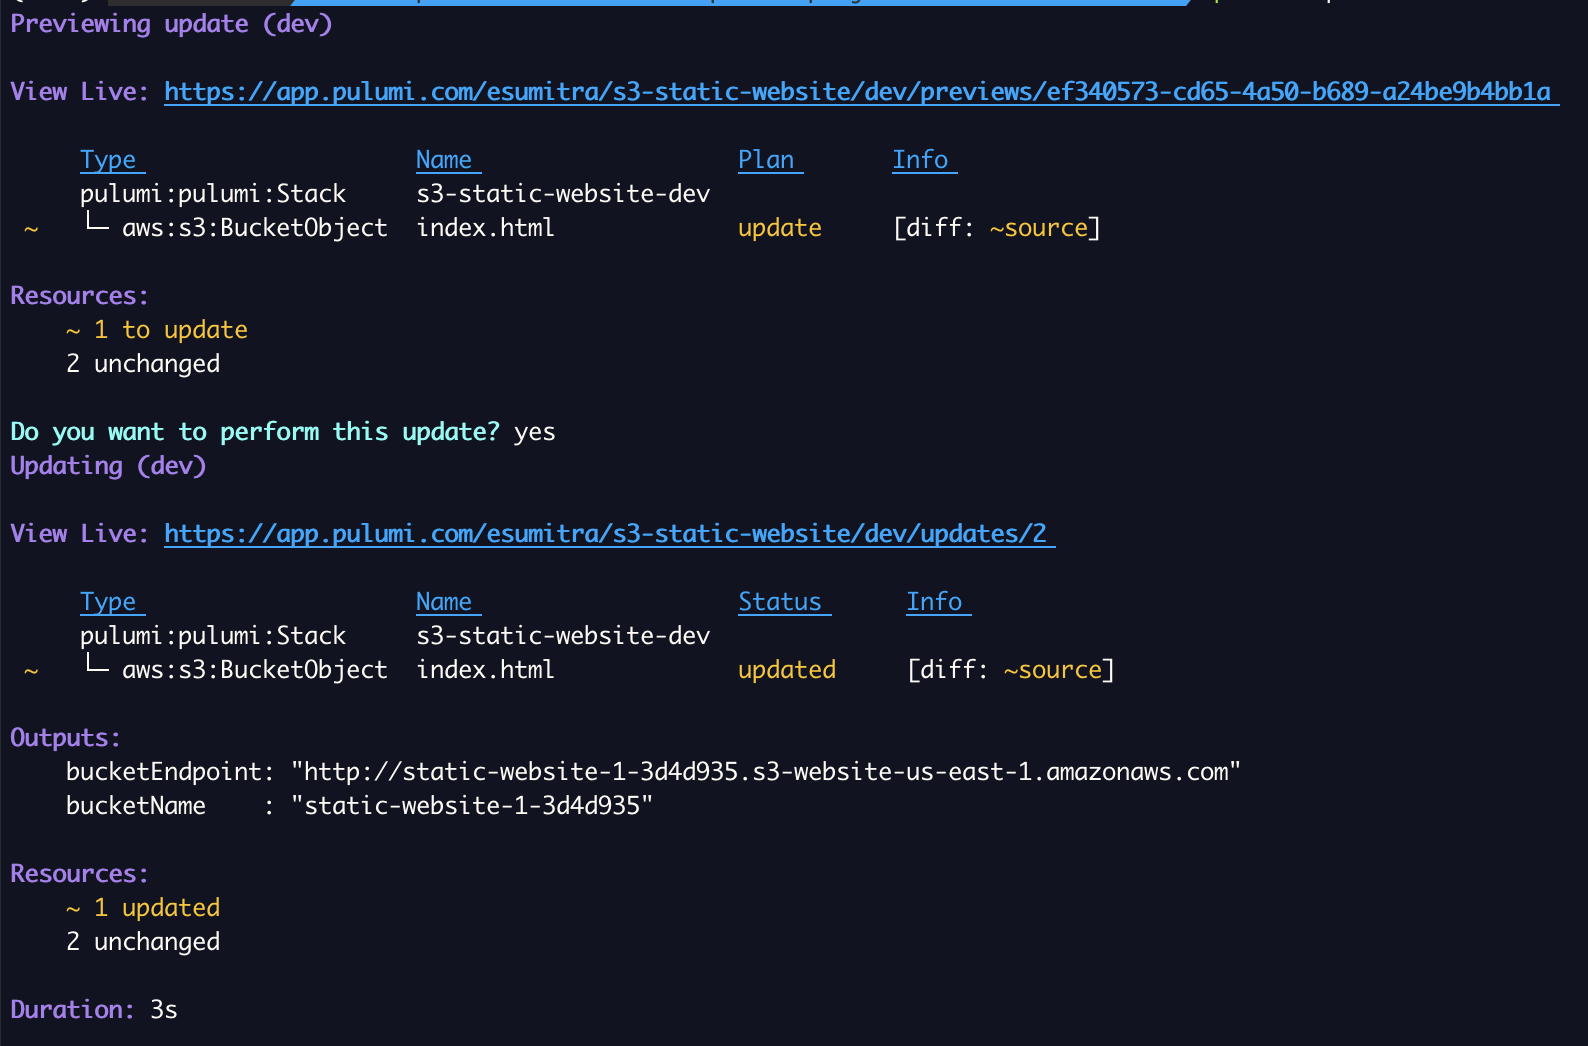 Previewing update (dev)
View Live: https://app.pulumi.com/esumitra/s3-static-website/dev/previews/ef340573-cd65-4a50-b689-a24be9b4bb1a
Type Name Plan Info
pulumi:pulumi:Stack s3-static-website-dev
~ └─ aws:s3:BucketObject index.html update [diff: ~source]
Resources:
~ 1 to update
2 unchanged
Do you want to perform this update? yes
Updating (dev)
View Live: https://app.pulumi.com/esumitra/s3-static-website/dev/updates/2
Type Name Status Info
pulumi:pulumi:Stack s3-static-website-dev
~ └─ aws:s3:BucketObject index.html updated [diff: ~source]
Outputs:
bucketEndpoint: "http://static-website-1-3d4d935.s3-website-us-east-1.amazonaws.com"
bucketName : "static-website-1-3d4d935"
Resources:
~ 1 updated
2 unchanged
Duration: 3s